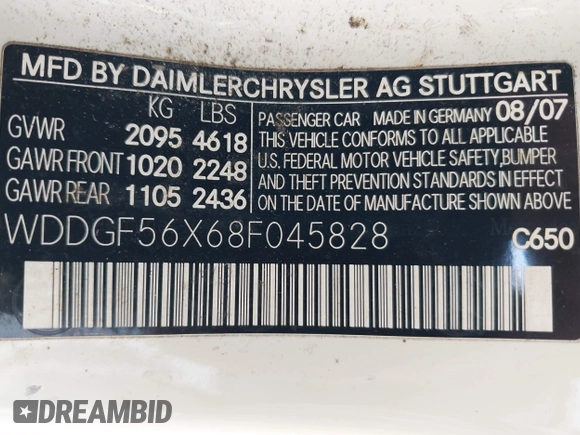 MFD BY DAIMLERCHRYSLER AG STUTTGART
KG LBS
GVWR 2095 4618
GAWR FRONT 1020 2248
GAWR REAR 1105 2436
PASSENGER CAR MADE IN GERMANY 08/07
THIS VEHICLE CONFORMS TO ALL APPLICABLE
U.S. FEDERAL MOTOR VEHICLE SAFETY,BUMPER
AND THEFT PREVENTION STANDARDS IN EFFECT
ON THE DATE OF MANUFACTURE SHOWN ABOVE
WDDGF56X68F045828
C650
DREAMBID